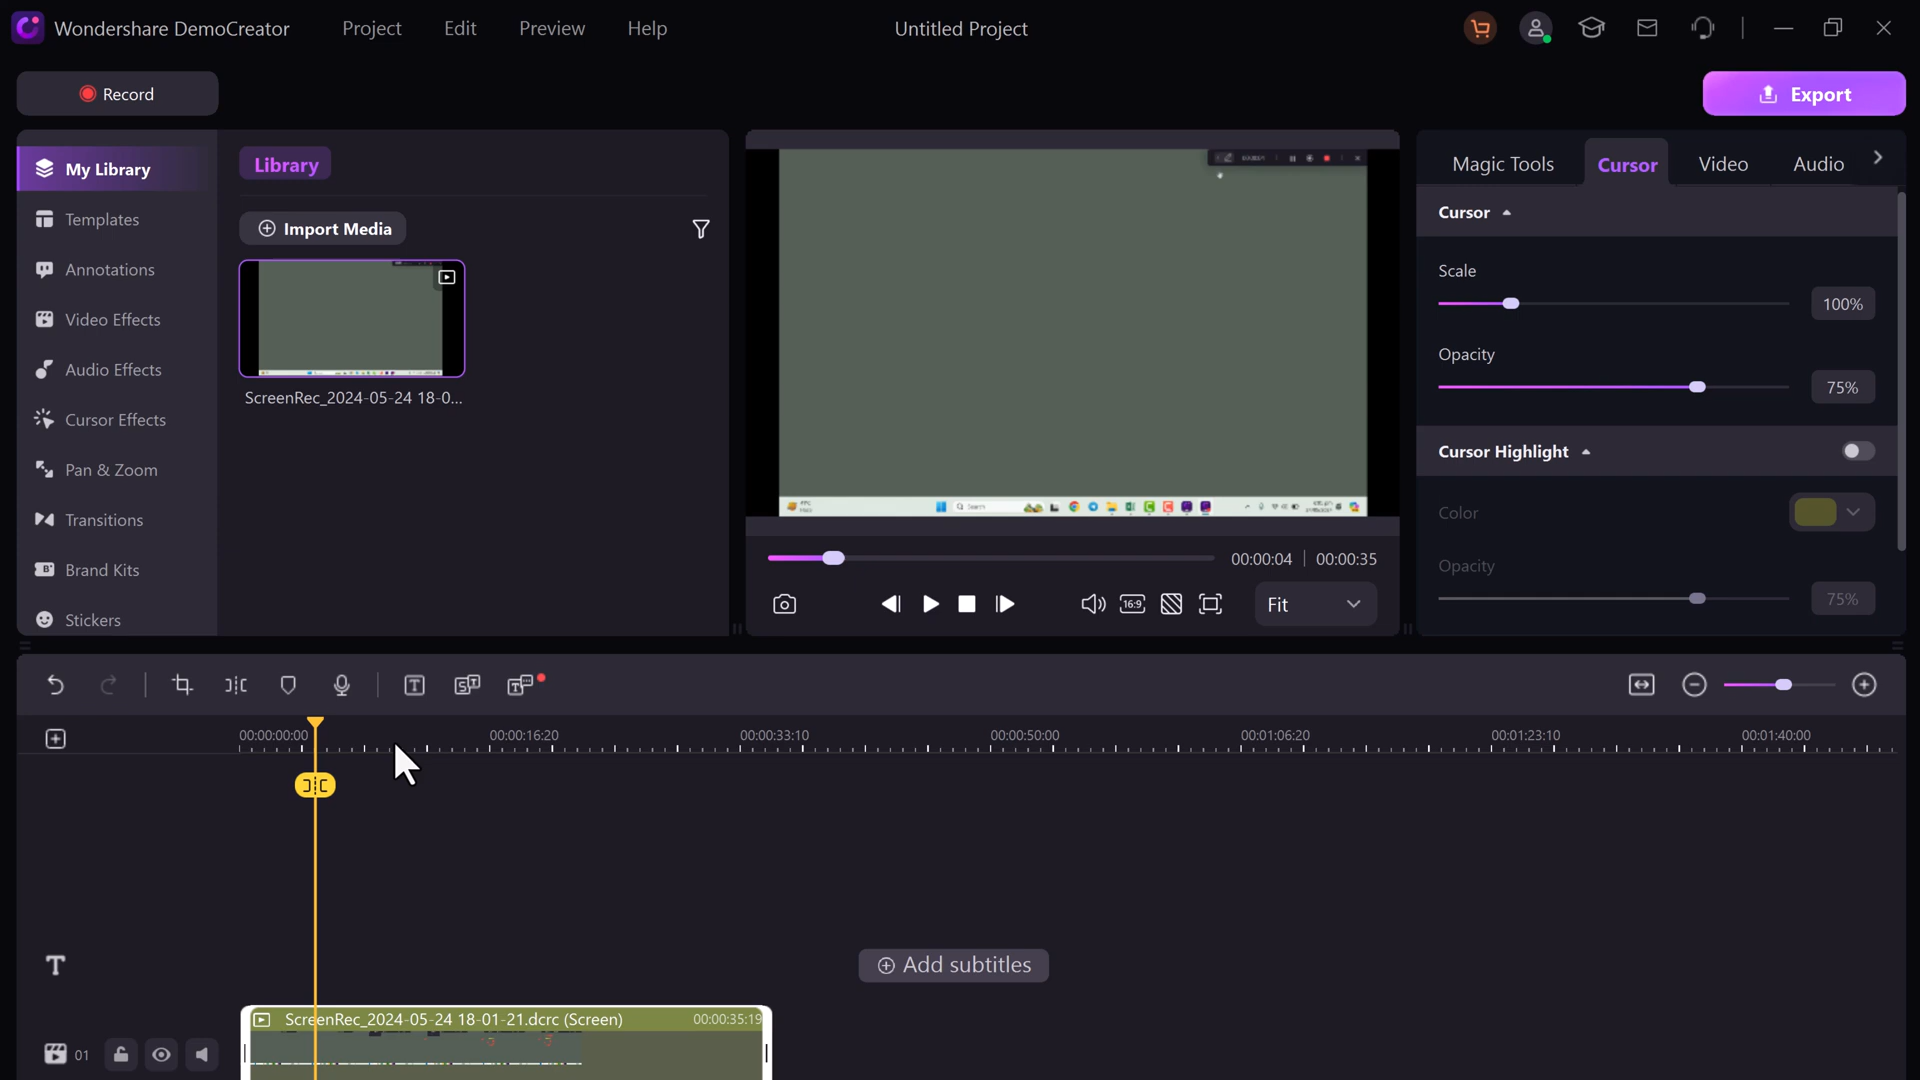 Wondershare DemoCreator
Project
Edit
Preview
Help
Untitled Project
Record
Export
My Library
Templates
Annotations
Video Effects
Audio Effects
Cursor Effects
Pan & Zoom
Transitions
Brand Kits
Stickers
Library
Import Media
ScreenRec_2024-05-24 18-0...
Search
00:00:04 | 00:00:35
16:9
Fit
Magic Tools
Cursor
Video
Audio
Cursor
Scale
100%
Opacity
75%
Cursor Highlight
Color
Opacity
75%
00:00:00:00
00:00:16:20
00:00:33:10
00:00:50:00
00:01:06:20
00:01:23:10
00:01:40:00
Add subtitles
ScreenRec_2024-05-24 18-01-21.dcrc (Screen)
00:00:35:19
01